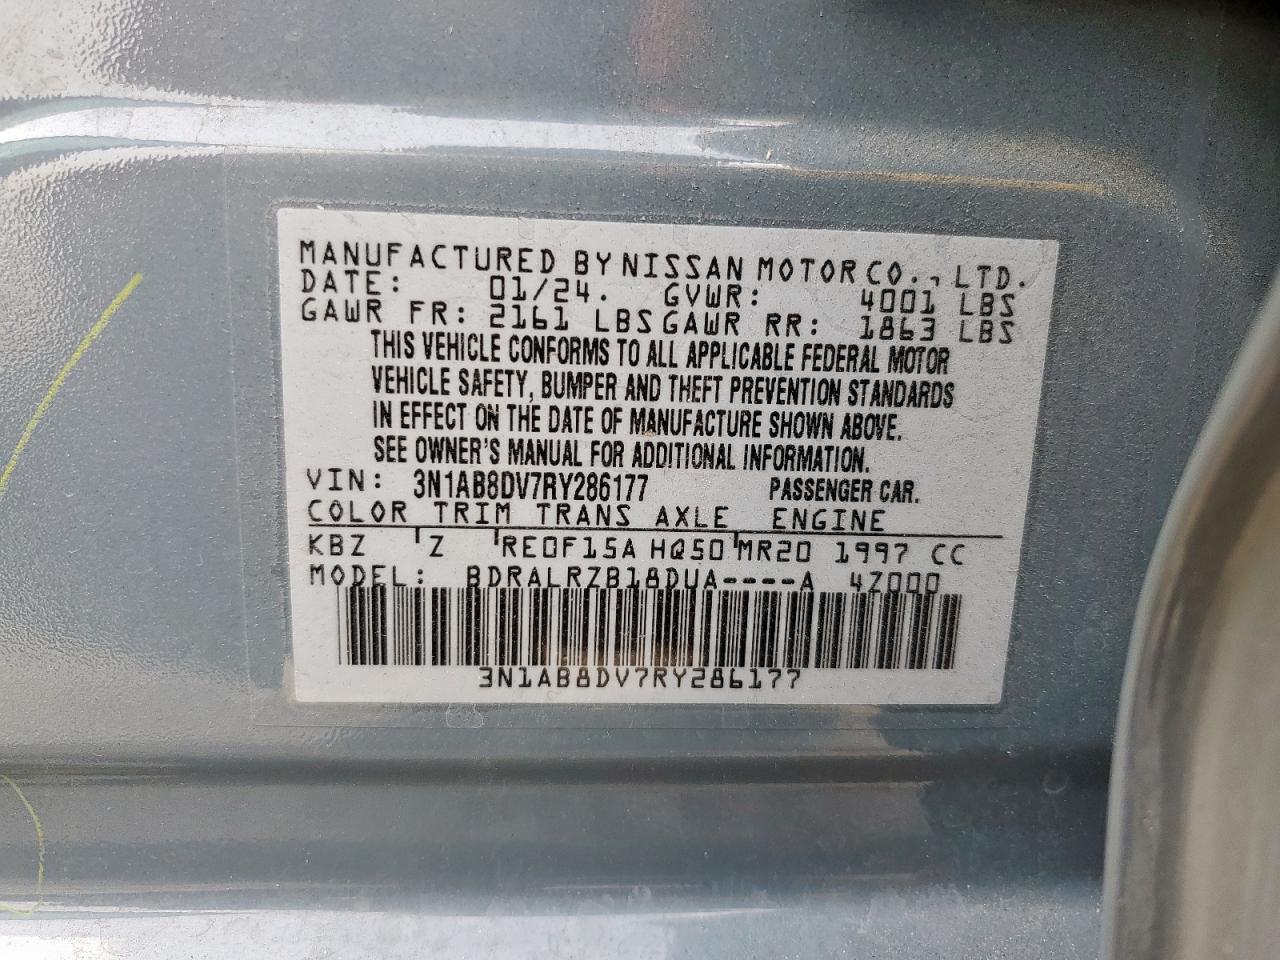 MANUFACTURED BY NISSAN MOTOR CO., LTD.
DATE: 01/24. GVWR: 4001 LBS
GAWR FR: 2161 LBS GAWR RR: 1863 LBS
THIS VEHICLE CONFORMS TO ALL APPLICABLE FEDERAL MOTOR
VEHICLE SAFETY, BUMPER AND THEFT PREVENTION STANDARDS
IN EFFECT ON THE DATE OF MANUFACTURE SHOWN ABOVE.
SEE OWNER'S MANUAL FOR ADDITIONAL INFORMATION.
VIN: 3N1AB8DV7RY286177 PASSENGER CAR.
COLOR TRIM TRANS AXLE ENGINE
KBZ Z RE0F15A HQ50 MR20 1997 CC
MODEL: BDRALRZB18DUA----A 4Z000
3N1AB8DV7RY286177